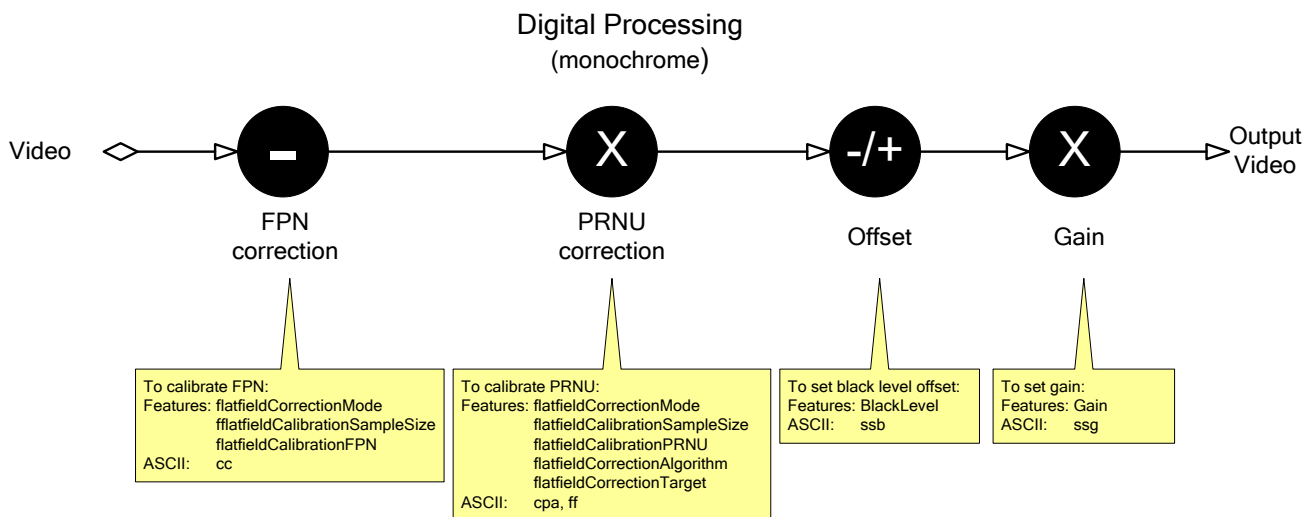 Digital Processing
(monochrome)
Video
-
X
-/+
X
Output
Video
FPN
correction
PRNU
correction
Offset
Gain
To calibrate FPN:
Features: flatfieldCorrectionMode
fflatfieldCalibrationSampleSize
flatfieldCalibrationFPN
ASCII: cc
To calibrate PRNU:
Features: flatfieldCorrectionMode
flatfieldCalibrationSampleSize
flatfieldCalibrationPRNU
flatfieldCorrectionAlgorithm
flatfieldCorrectionTarget
ASCII: cpa, ff
To set black level offset:
Features: BlackLevel
ASCII: ssb
To set gain:
Features: Gain
ASCII: ssg